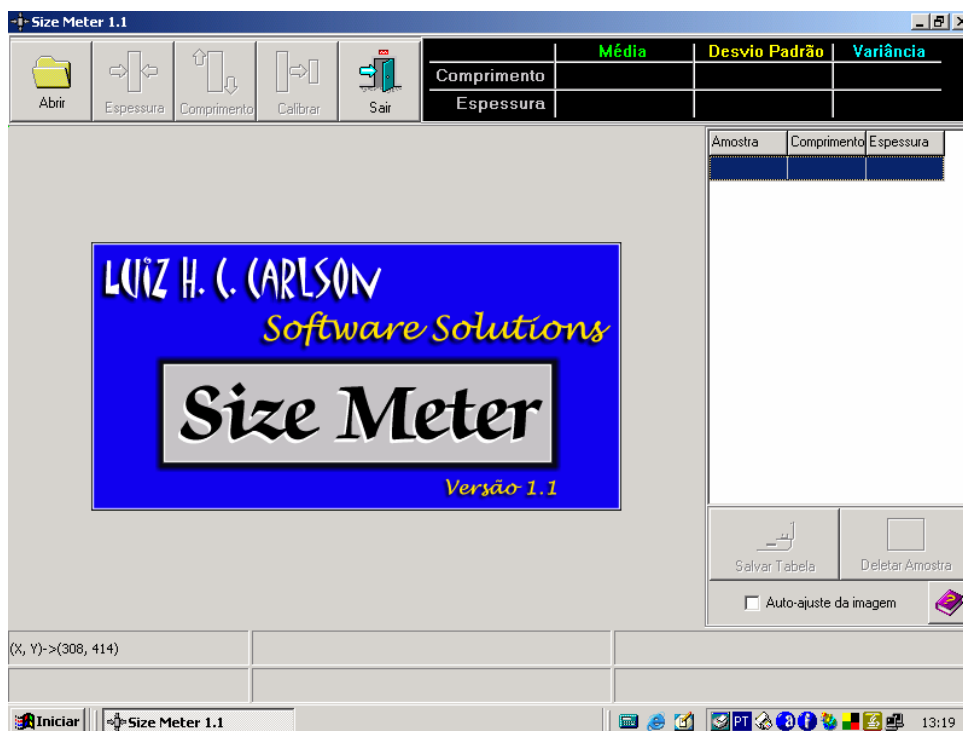 Size Meter 1.1
Abrir
Espessura
Comprimento
Calibrar
Sair
Média Desvio Padrão Variância
Comprimento
Espessura
Amostra Comprimento Espessura
LUIZ H. C. CARLSON
Software Solutions
Size Meter
Versão 1.1
Salvar Tabela
Deletar Amostra
Auto-ajuste da imagem
(X, Y)->(308, 414)
Iniciar
Size Meter 1.1
PT
13:19